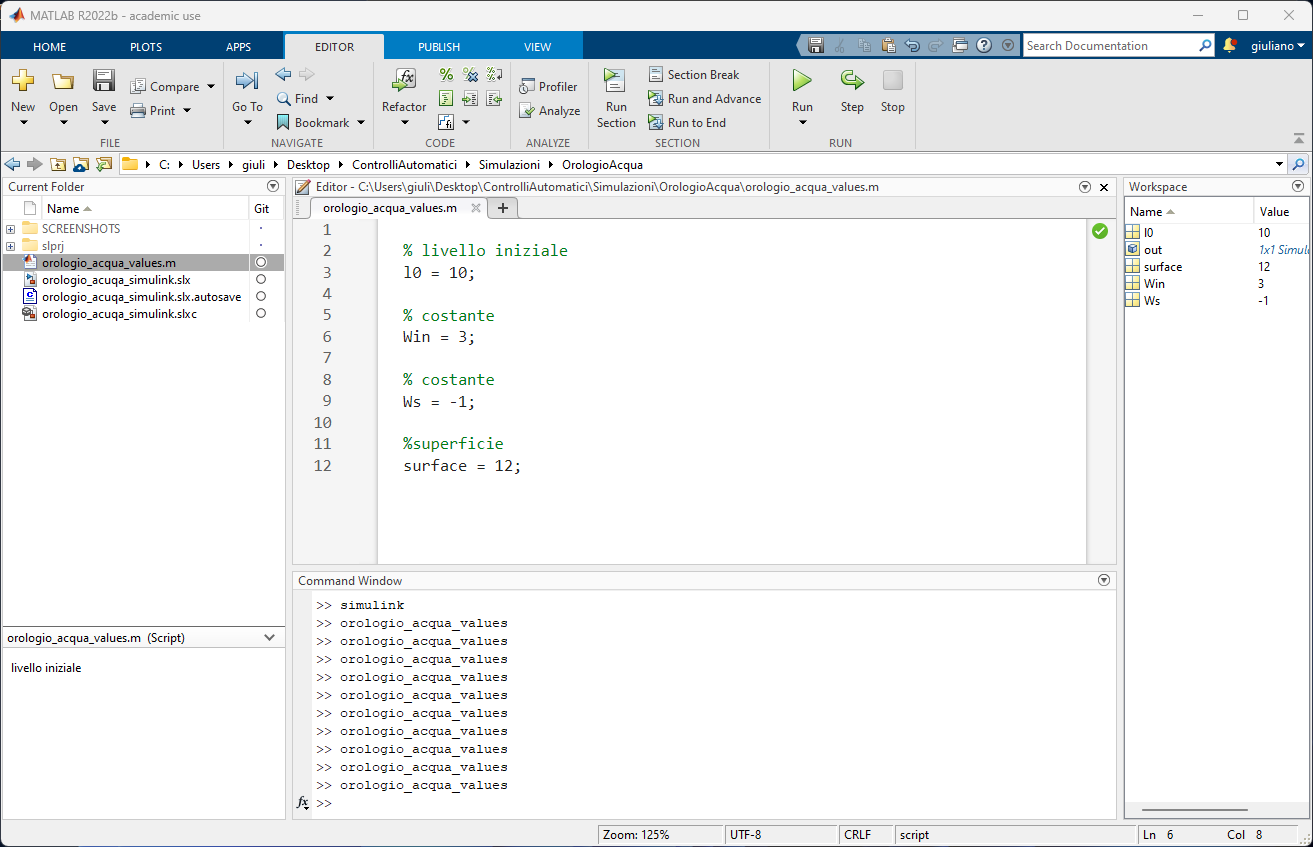 MATLAB R2022b - academic use
HOME PLOTS APPS EDITOR PUBLISH VIEW Search Documentation giuliano
New Open Save Compare Print
FILE
Go To Find Bookmark
NAVIGATE
Refactor
CODE
Profiler Analyze
ANALYZE
Run Section Section Break Run and Advance Run to End
SECTION
Run Step Stop
RUN
C: Users giuli Desktop ControlliAutomatici Simulazioni OrologioAcqua
Current Folder
Name Git
SCREENSHOTS
slprj
orologio_acqua_values.m
orologio_acuqa_simulink.slx
orologio_acuqa_simulink.slx.autosave
orologio_acuqa_simulink.slxc
orologio_acqua_values.m (Script)
livello iniziale
Editor - C:\Users\giuli\Desktop\ControlliAutomatici\Simulazioni\OrologioAcqua\orologio_acqua_values.m
orologio_acqua_values.m
1
2 % livello iniziale
3 l0 = 10;
4
5 % costante
6 Win = 3;
7
8 % costante
9 Ws = -1;
10
11 %superficie
12 surface = 12;
Command Window
>> simulink
>> orologio_acqua_values
>> orologio_acqua_values
>> orologio_acqua_values
>> orologio_acqua_values
>> orologio_acqua_values
>> orologio_acqua_values
>> orologio_acqua_values
>> orologio_acqua_values
>> orologio_acqua_values
>> orologio_acqua_values
fx >>
Workspace
Name Value
l0 10
out 1x1 Simul
surface 12
Win 3
Ws -1
Zoom: 125% UTF-8 CRLF script Ln 6 Col 8